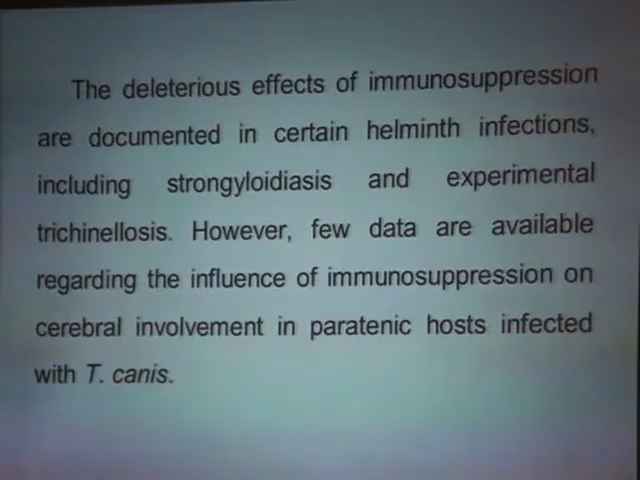 The deleterious effects of immunosuppression
are documented in certain helminth infections,
including strongyloidiasis and experimental
trichinellosis. However, few data are available
regarding the influence of immunosuppression on
cerebral involvement in paratenic hosts infected
with T. canis.